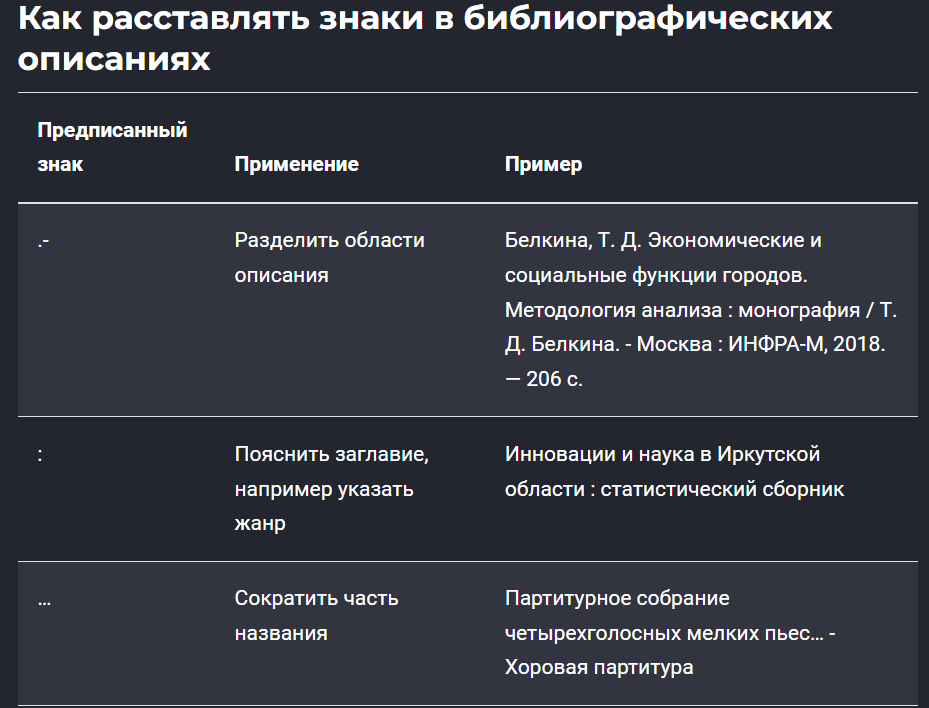 Как расставлять знаки в библиографических
описаниях
Предписанный
знак
Применение
Пример
.-
Разделить области
описания
Белкина, Т. Д. Экономические и
социальные функции городов.
Методология анализа : монография / Т.
Д. Белкина. - Москва : ИНФРА-М, 2018.
— 206 с.
:
Пояснить заглавие,
например указать
жанр
Инновации и наука в Иркутской
области : статистический сборник
...
Сократить часть
названия
Партитурное собрание
четырехголосных мелких пьес... -
Хоровая партитура